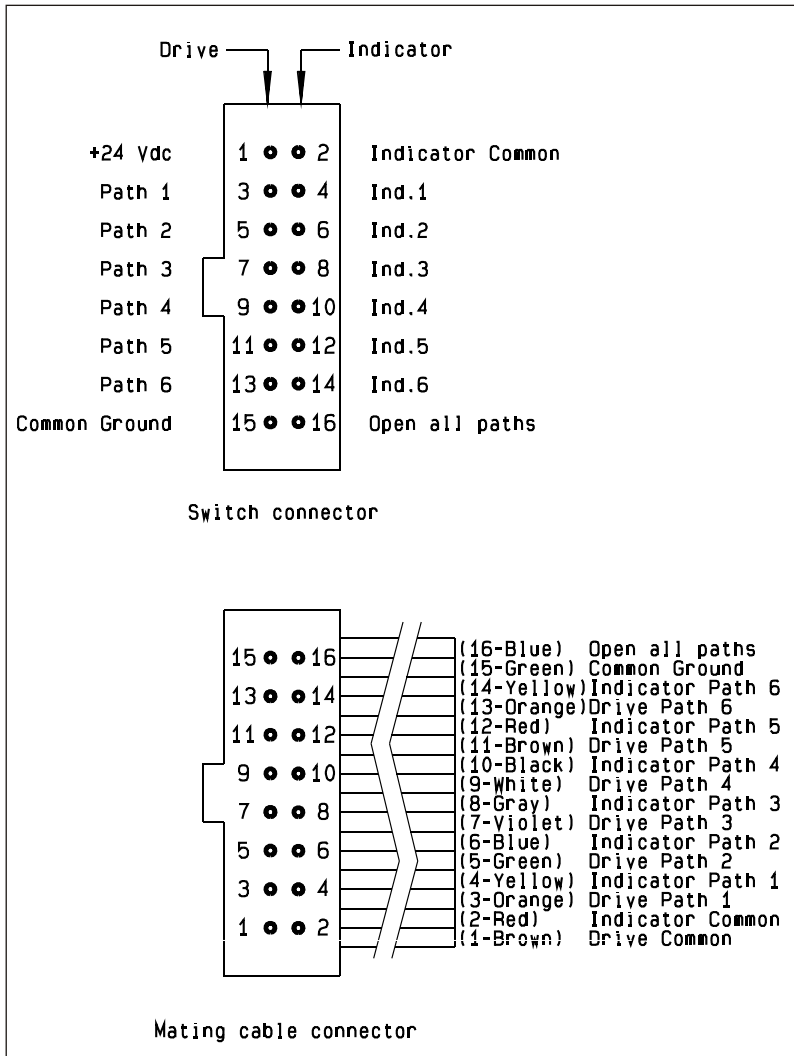 Drive Indicator
+24 Vdc 1 2 Indicator Common
Path 1 3 4 Ind.1
Path 2 5 6 Ind.2
Path 3 7 8 Ind.3
Path 4 9 10 Ind.4
Path 5 11 12 Ind.5
Path 6 13 14 Ind.6
Common Ground 15 16 Open all paths
Switch connector
15 16
13 14
11 12
9 10
7 8
5 6
3 4
1 2
(16-Blue) Open all paths
(15-Green) Common Ground
(14-Yellow) Indicator Path 6
(13-Orange) Drive Path 6
(12-Red) Indicator Path 5
(11-Brown) Drive Path 5
(10-Black) Indicator Path 4
(9-White) Drive Path 4
(8-Gray) Indicator Path 3
(7-Violet) Drive Path 3
(6-Blue) Indicator Path 2
(5-Green) Drive Path 2
(4-Yellow) Indicator Path 1
(3-Orange) Drive Path 1
(2-Red) Indicator Common
(1-Brown) Drive Common
Mating cable connector